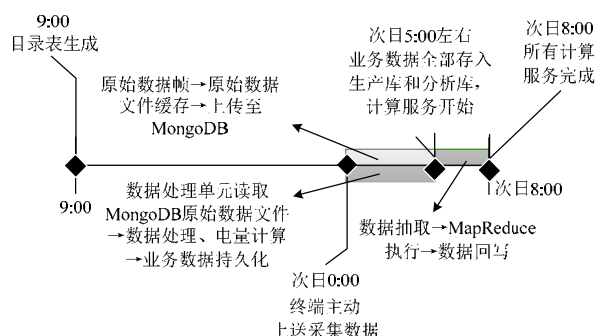 9:00
目录表生成
原始数据帧→原始数据
文件缓存→上传至
MongoDB
次日5:00左右
业务数据全部存入
生产库和分析库，
计算服务开始
次日8:00
所有计算
服务完成
9:00
数据处理单元读取
MongoDB原始数据文件
→数据处理、电量计算
→业务数据持久化
次日8:00
数据抽取→MapReduce
执行→数据回写
次日0:00
终端主动
上送采集数据